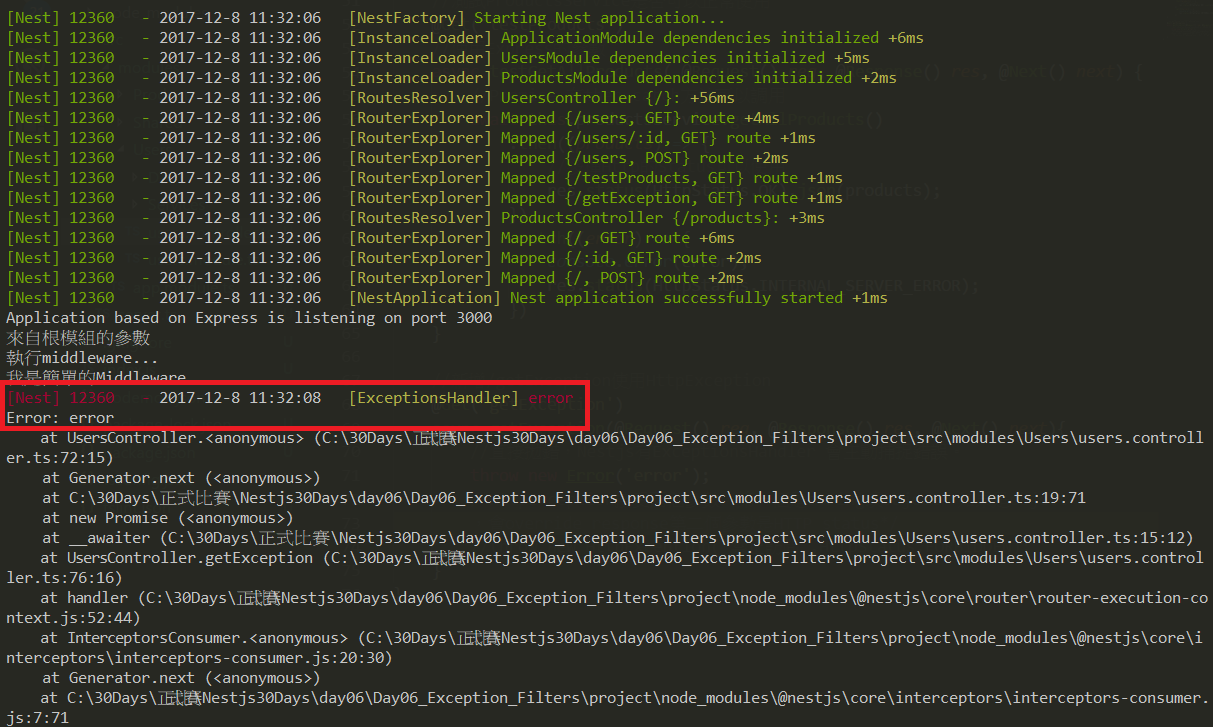 [Nest] 12360   - 2017-12-8 11:32:06   [NestFactory] Starting Nest application...
[Nest] 12360   - 2017-12-8 11:32:06   [InstanceLoader] ApplicationModule dependencies initialized +6ms
[Nest] 12360   - 2017-12-8 11:32:06   [InstanceLoader] UsersModule dependencies initialized +5ms
[Nest] 12360   - 2017-12-8 11:32:06   [InstanceLoader] ProductsModule dependencies initialized +2ms
[Nest] 12360   - 2017-12-8 11:32:06   [RoutesResolver] UsersController {/}: +56ms
[Nest] 12360   - 2017-12-8 11:32:06   [RouterExplorer] Mapped {/users, GET} route +4ms
[Nest] 12360   - 2017-12-8 11:32:06   [RouterExplorer] Mapped {/users/:id, GET} route +1ms
[Nest] 12360   - 2017-12-8 11:32:06   [RouterExplorer] Mapped {/users, POST} route +2ms
[Nest] 12360   - 2017-12-8 11:32:06   [RouterExplorer] Mapped {/testProducts, GET} route +1ms
[Nest] 12360   - 2017-12-8 11:32:06   [RouterExplorer] Mapped {/getException, GET} route +1ms
[Nest] 12360   - 2017-12-8 11:32:06   [RoutesResolver] ProductsController {/products}: +3ms
[Nest] 12360   - 2017-12-8 11:32:06   [RouterExplorer] Mapped {/, GET} route +6ms
[Nest] 12360   - 2017-12-8 11:32:06   [RouterExplorer] Mapped {/:id, GET} route +2ms
[Nest] 12360   - 2017-12-8 11:32:06   [RouterExplorer] Mapped {/, POST} route +2ms
[Nest] 12360   - 2017-12-8 11:32:06   [NestApplication] Nest application successfully started +1ms
Application based on Express is listening on port 3000
來自根模組的參數
執行middleware...
我是簡單的Middleware
[Nest] 12360   - 2017-12-8 11:32:08   [ExceptionsHandler] error
Error: error
    at UsersController.<anonymous> (C:\30Days\正式比賽\Nestjs30Days\day06\Day06_Exception_Filters\project\src\modules\Users\users.controll
er.ts:72:15)
    at Generator.next (<anonymous>)
    at C:\30Days\正式比賽\Nestjs30Days\day06\Day06_Exception_Filters\project\src\modules\Users\users.controller.ts:19:71
    at new Promise (<anonymous>)
    at __awaiter (C:\30Days\正式比賽\Nestjs30Days\day06\Day06_Exception_Filters\project\src\modules\Users\users.controller.ts:15:12)
    at UsersController.getException (C:\30Days\正式比賽\Nestjs30Days\day06\Day06_Exception_Filters\project\src\modules\Users\users.control
ler.ts:76:16)
    at handler (C:\30Days\正式比賽\Nestjs30Days\day06\Day06_Exception_Filters\project\node_modules\@nestjs\core\router\router-execution-co
ntext.js:52:44)
    at InterceptorsConsumer.<anonymous> (C:\30Days\正式比賽\Nestjs30Days\day06\Day06_Exception_Filters\project\node_modules\@nestjs\core\i
nterceptors\interceptors-consumer.js:20:30)
    at Generator.next (<anonymous>)
    at C:\30Days\正式比賽\Nestjs30Days\day06\Day06_Exception_Filters\project\node_modules\@nestjs\core\interceptors\interceptors-consumer.
js:7:71